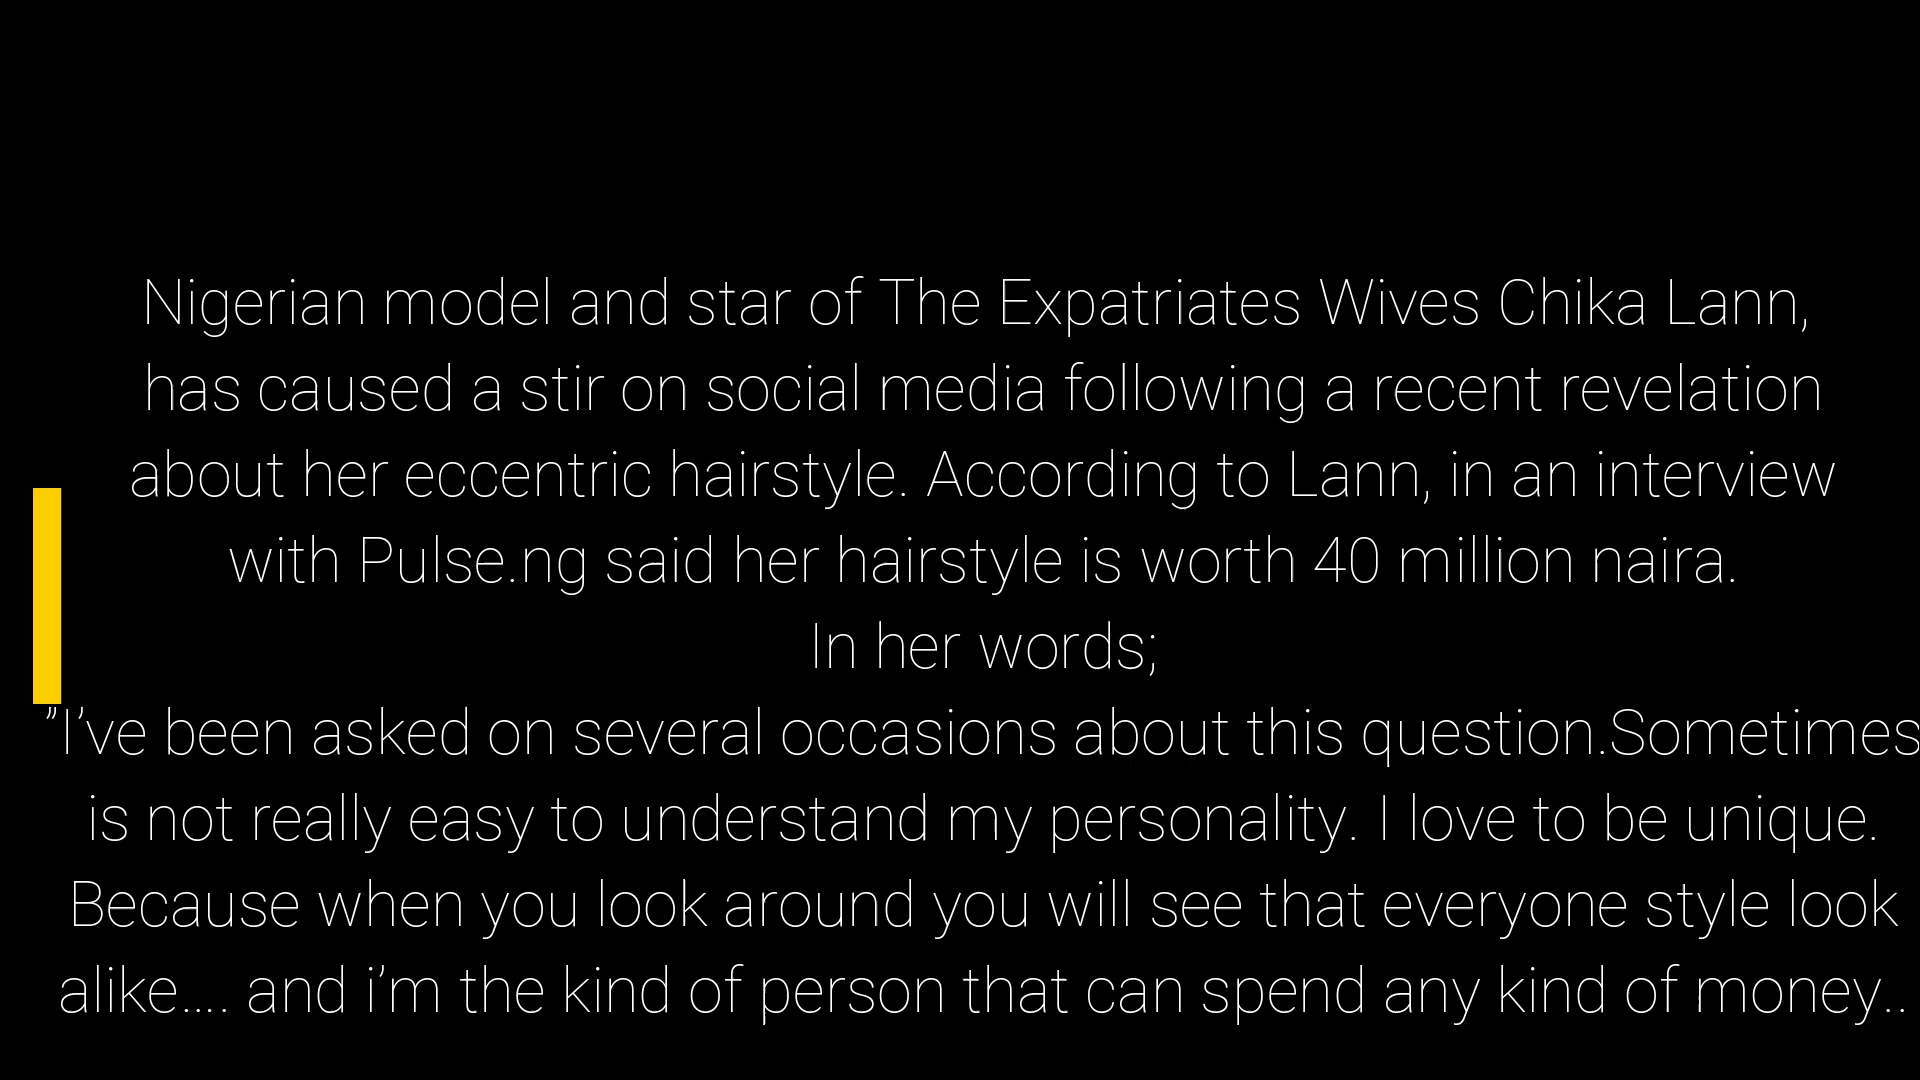 Nigerian model and star of The Expatriates Wives Chika Lann,
has caused a stir on social media following a recent revelation
about her eccentric hairstyle. According to Lann, in an interview
with Pulse.ng said her hairstyle is worth 40 million naira.
In her words;
”I’ve been asked on several occasions about this question.Sometimes
is not really easy to understand my personality. I love to be unique.
Because when you look around you will see that everyone style look
alike…. and i’m the kind of person that can spend any kind of money..